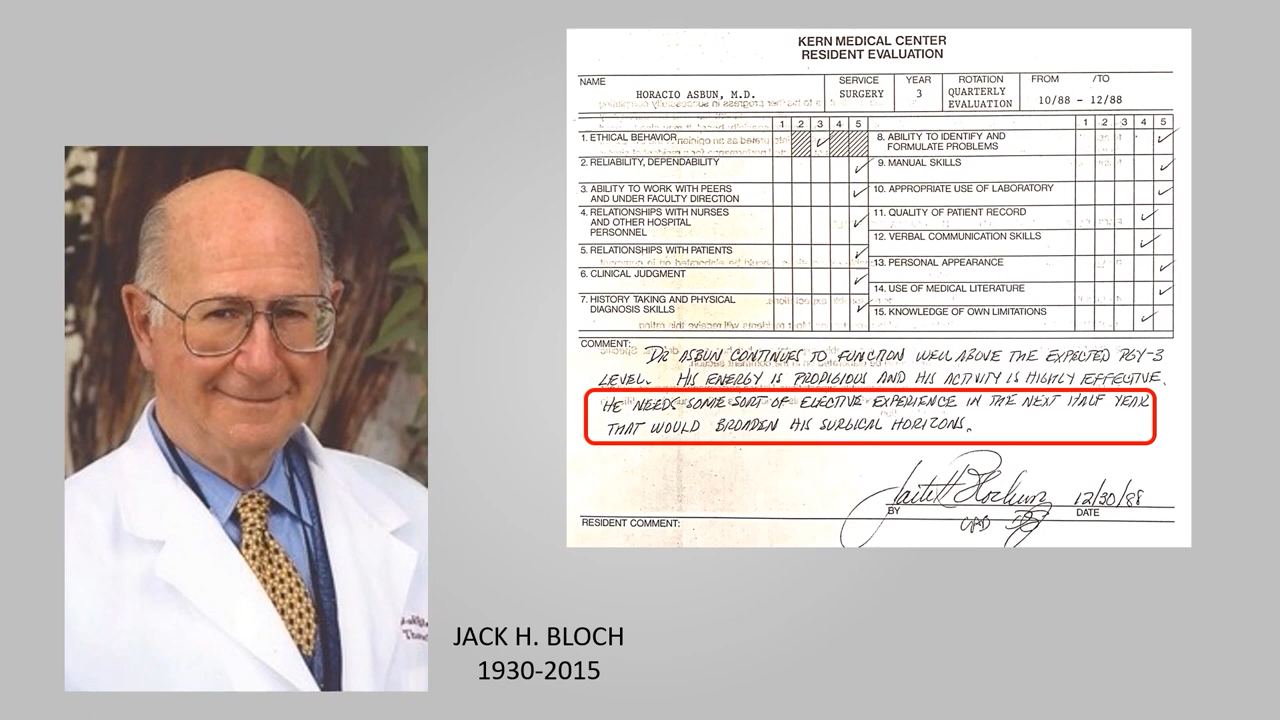 KERN MEDICAL CENTER
RESIDENT EVALUATION
NAME
HORACIO ASBUN, M.D.
SERVICE
SURGERY
YEAR
3
ROTATION
QUARTERLY
EVALUATION
FROM /TO
10/88 - 12/88
1 2 3 4 5
1. ETHICAL BEHAVIOR
2. RELIABILITY, DEPENDABILITY
3. ABILITY TO WORK WITH PEERS
AND UNDER FACULTY DIRECTION
4. RELATIONSHIPS WITH NURSES
AND OTHER HOSPITAL
PERSONNEL
5. RELATIONSHIPS WITH PATIENTS
6. CLINICAL JUDGMENT
7. HISTORY TAKING AND PHYSICAL
DIAGNOSIS SKILLS
1 2 3 4 5
8. ABILITY TO IDENTIFY AND
FORMULATE PROBLEMS
9. MANUAL SKILLS
10. APPROPRIATE USE OF LABORATORY
11. QUALITY OF PATIENT RECORD
12. VERBAL COMMUNICATION SKILLS
13. PERSONAL APPEARANCE
14. USE OF MEDICAL LITERATURE
15. KNOWLEDGE OF OWN LIMITATIONS
COMMENT:
DR ASBUN CONTINUES TO FUNCTION WELL ABOVE THE EXPECTED PGY-3
LEVEL. HIS ENERGY IS PRODIGIOUS AND HIS ACTIVITY IS HIGHLY EFFECTIVE.
HE NEEDS SOME SORT OF ELECTIVE EXPERIENCE IN THE NEXT HALF YEAR
THAT WOULD BROADEN HIS SURGICAL HORIZONS.
12/30/88
BY
DATE
RESIDENT COMMENT:
JACK H. BLOCH
1930-2015